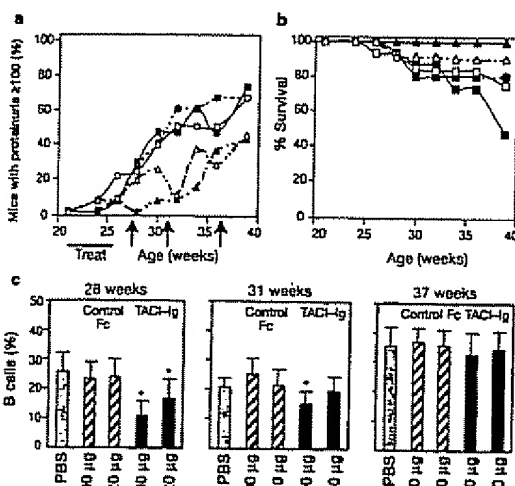 a
b
Mice with proteinuria ≥100 (%)
100
80
60
40
20
0
20 25 30 35 40
Treat
Age (weeks)
% Survival
100
80
60
40
20
0
20 25 30 35 40
Age (weeks)
c
28 weeks
31 weeks
37 weeks
B cells (%)
50
40
30
20
10
0
Control Fc TACI–Ig
Control Fc TACI–Ig
Control Fc TACI–Ig
PBS
PBS
PBS